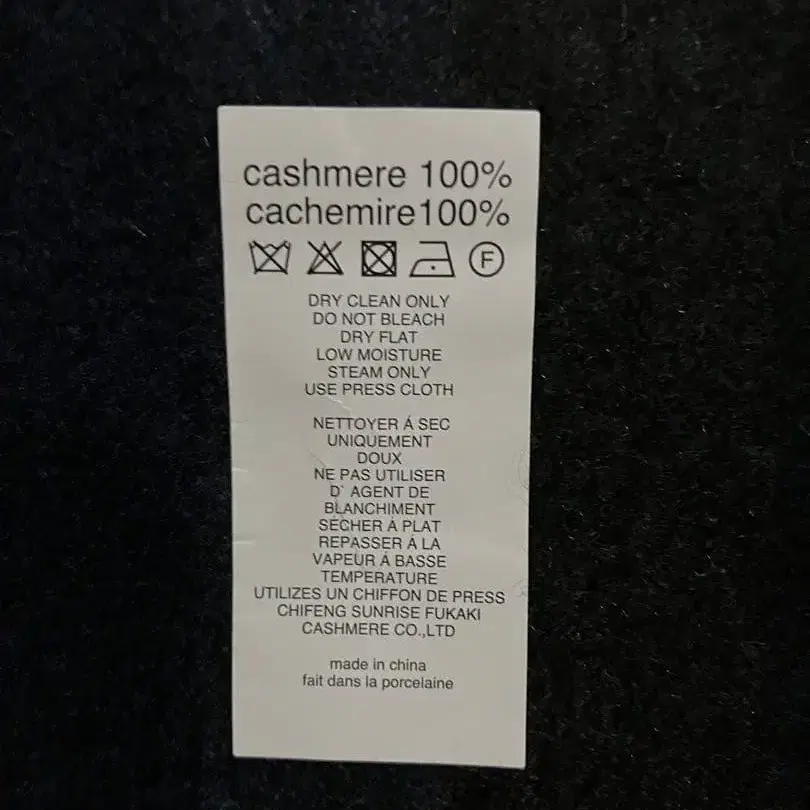 cashmere 100%
cachemire100%
F
DRY CLEAN ONLY
DO NOT BLEACH
DRY FLAT
LOW MOISTURE
STEAM ONLY
USE PRESS CLOTH
NETTOYER Á SEC
UNIQUEMENT
DOUX
NE PAS UTILISER
D` AGENT DE
BLANCHIMENT
SÉCHER Á PLAT
REPASSER Á LA
VAPEUR Á BASSE
TEMPERATURE
UTILIZES UN CHIFFON DE PRESS
CHIFENG SUNRISE FUKAKI
CASHMERE CO.,LTD
made in china
fait dans la porcelaine